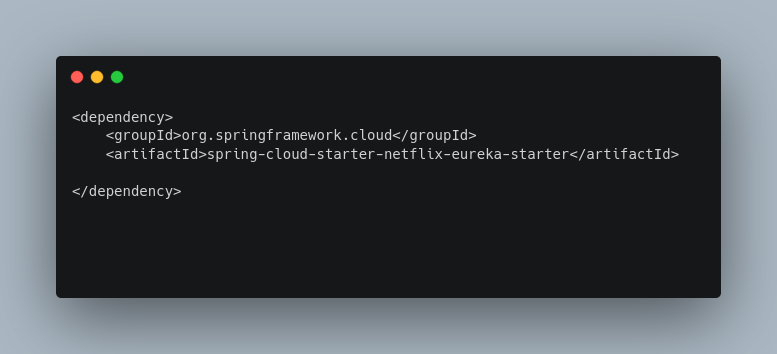 <dependency>
    <groupId>org.springframework.cloud</groupId>
    <artifactId>spring-cloud-starter-netflix-eureka-starter</artifactId>
</dependency>